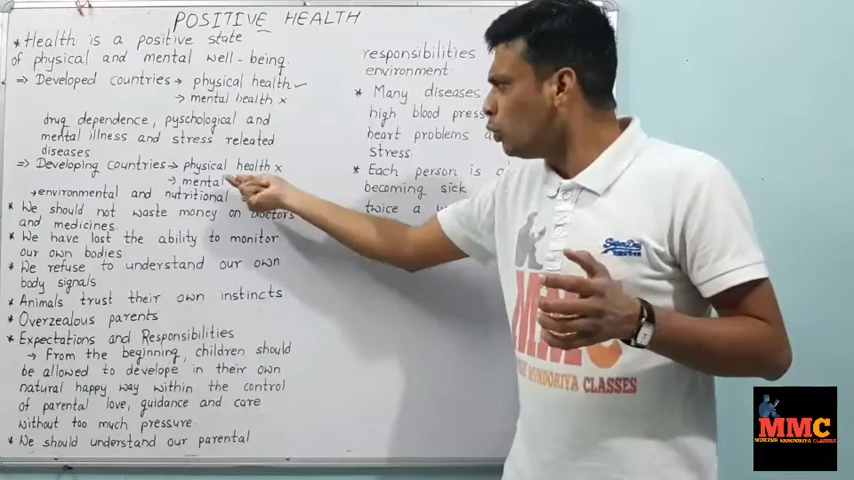 POSITIVE HEALTH
* Health is a positive state
of physical and mental well-being.
⇒ Developed countries → physical health ✓
→ mental health ×
drug dependence, pyschological and
mental illness and stress releated
diseases.
⇒ Developing countries → physical health ×
→ mental
→ environmental and nutritional
* We should not waste money on doctors
and medicines
* We have lost the ability to monitor
our own bodies
* We refuse to understand our own
body signals
* Animals trust their own instincts
* Overzealous parents
* Expectations and Responsibilities
→ From the beginning, children should
be allowed to develop in their own
natural happy way within the control
of parental love, guidance and care
without too much pressure.
* We should understand our parental
responsibilities
environment.
* Many diseases
high blood press
heart problems
stress.
* Each person is a
becoming sick
twice a
MMC
CLASSES
MMC